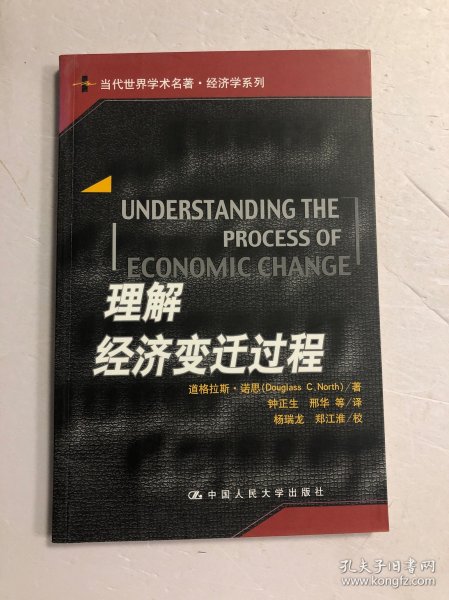 当代世界学术名著·经济学系列
UNDERSTANDING THE
PROCESS OF
ECONOMIC CHANGE
理解
经济变迁过程
道格拉斯·诺思(Douglass C.North)/著
钟正生 邢华 等/译
杨瑞龙 郑江淮/校
中国人民大学出版社
孔夫子旧书网
www.kongfz.com